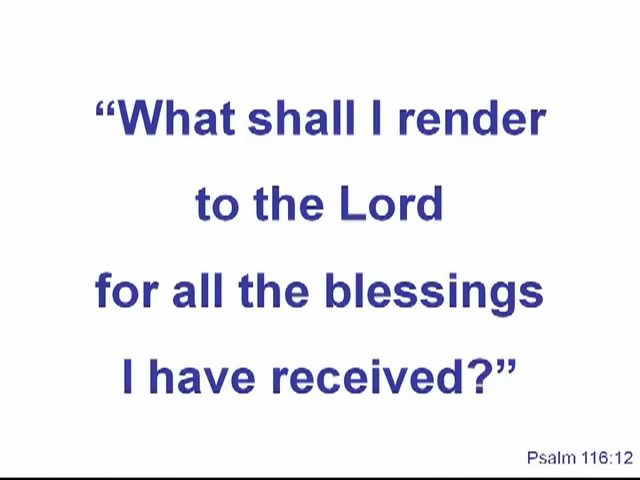 “What shall I render
to the Lord
for all the blessings
I have received?”
Psalm 116:12